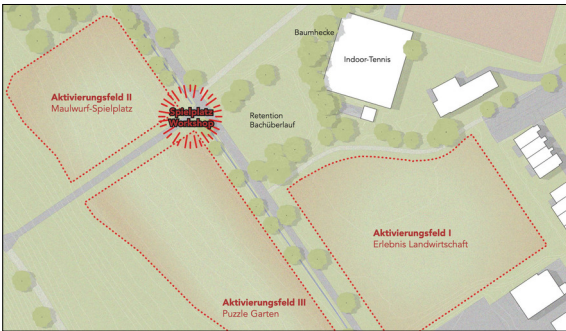 Baumhecke
Indoor-Tennis
Aktivierungsfeld II
Maulwurf-Spielplatz
Spielplatz
Workshop
Retention
Bachüberlauf
Aktivierungsfeld I
Erlebnis Landwirtschaft
Aktivierungsfeld III
Puzzle Garten